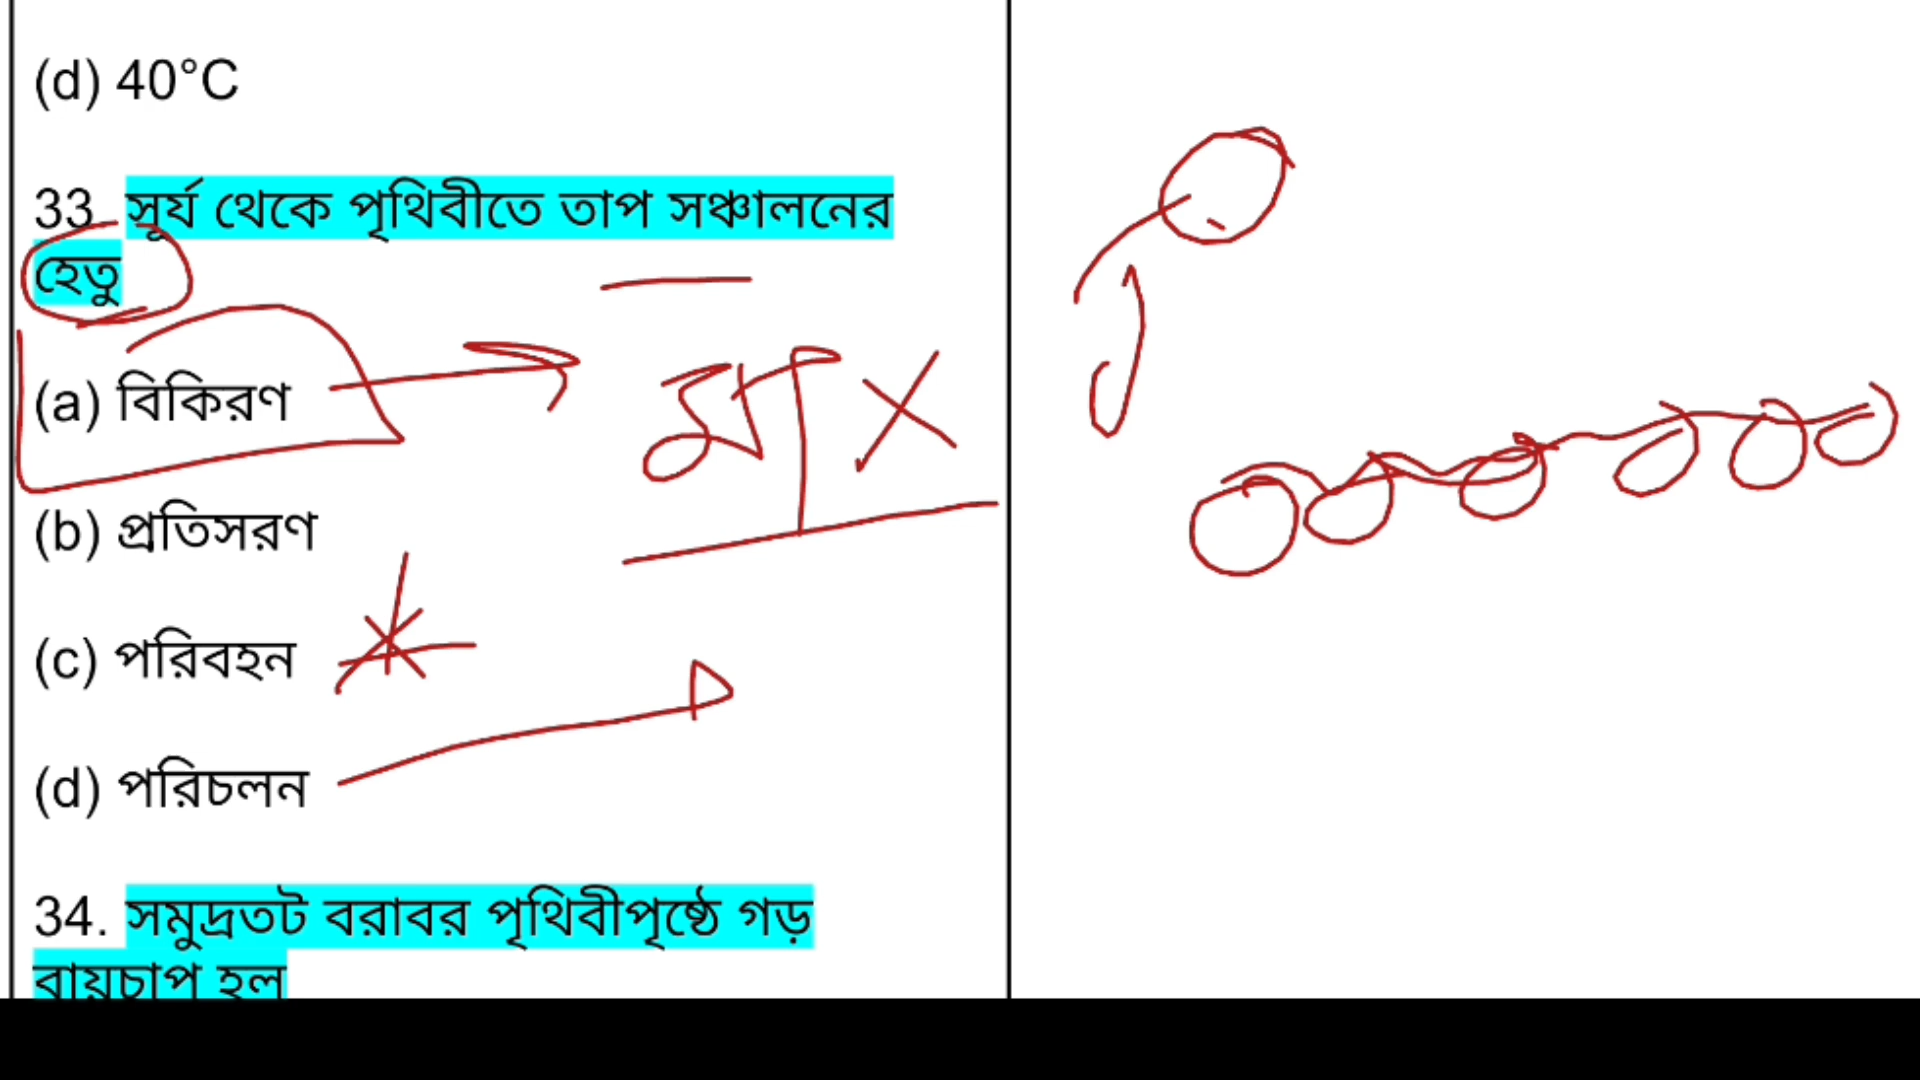 (d) 40°C
33. সূর্য থেকে পৃথিবীতে তাপ সঞ্চালনের
হেতু
(a) বিকিরণ
(b) প্রতিসরণ
(c) পরিবহন
(d) পরিচলন
34. সমুদ্রতট বরাবর পৃথিবীপৃষ্ঠে গড়
বায়ুচাপ হল